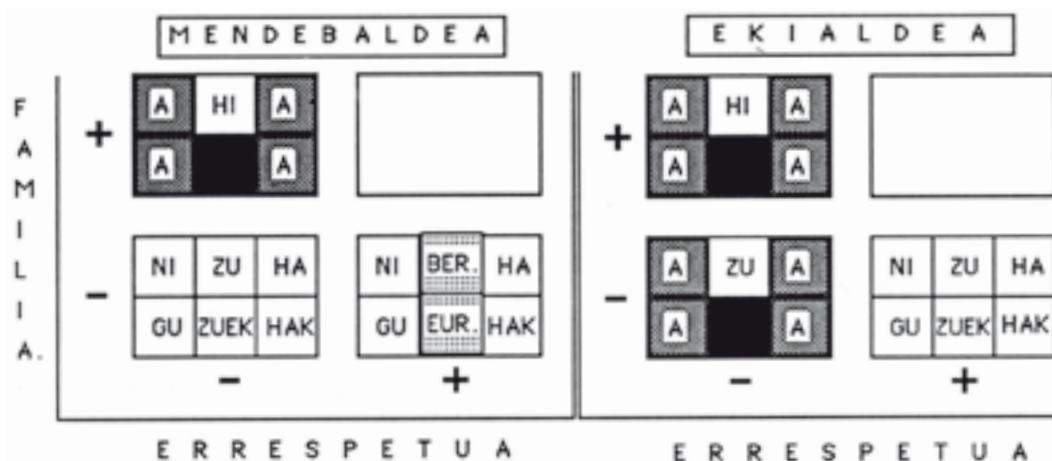 MENDEBALDEA EKIALDEA
FAMILIA.
A HI A A HI A
+ +
A A A A
NI ZU HA NI BER. HA A ZU A NI ZU HA
- -
GU ZUEK HAK GU EUR. HAK A A GU ZUEK HAK
- + - +
ERRESPETUA ERRESPETUA